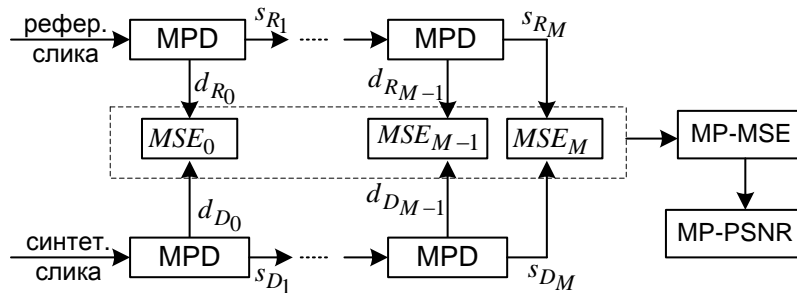 рефер.
слика
MPD
s_{R_1}
MPD
s_{R_M}
d_{R_0}
d_{R_{M-1}}
MSE_0
MSE_{M-1}
MSE_M
MP-MSE
d_{D_0}
d_{D_{M-1}}
MP-PSNR
синтет.
слика
MPD
s_{D_1}
MPD
s_{D_M}